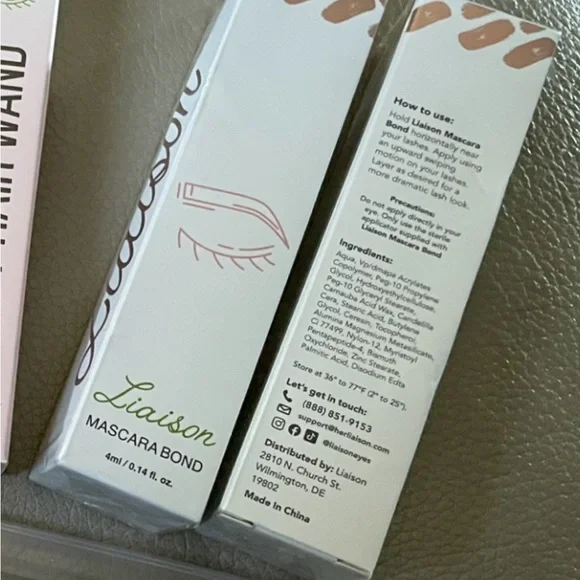 HAIR WAND
Liaison
Liaison
MASCARA BOND
4ml / 0.14 fl. oz.
How to use:
Hold Liaison Mascara
Bond horizontally near
your lashes. Apply using
an upward swiping
motion on your lashes.
Layer as desired for a
more dramatic lash look.
Precautions:
Do not apply directly in your
eye. Only use the sterile
applicator supplied with
Liaison Mascara Bond
Ingredients:
Aqua, Vp/dmapa Acrylates
Copolymer, Peg-10 Propylene
Glycol, Hydroxyethylcellulose,
Peg-10 Glyceryl Stearate,
Carnauba Wax, Candelilla
Cera, Stearic Acid, Butylene
Glycol, Ceresin, Tocopherol,
Alumina Magnesium Metasilicate,
Ci 77499, Nylon-12, Myristoyl
Pentapeptide-4, Bismuth
Oxychloride, Zinc Stearate,
Palmitic Acid, Disodium Edta
Store at 36° to 77°F (2° to 25°).
Let's get in touch:
(888) 851-9153
support@herliaison.com
@liaisoneyes
Distributed by: Liaison
2810 N. Church St.
Wilmington, DE
19802
Made in China